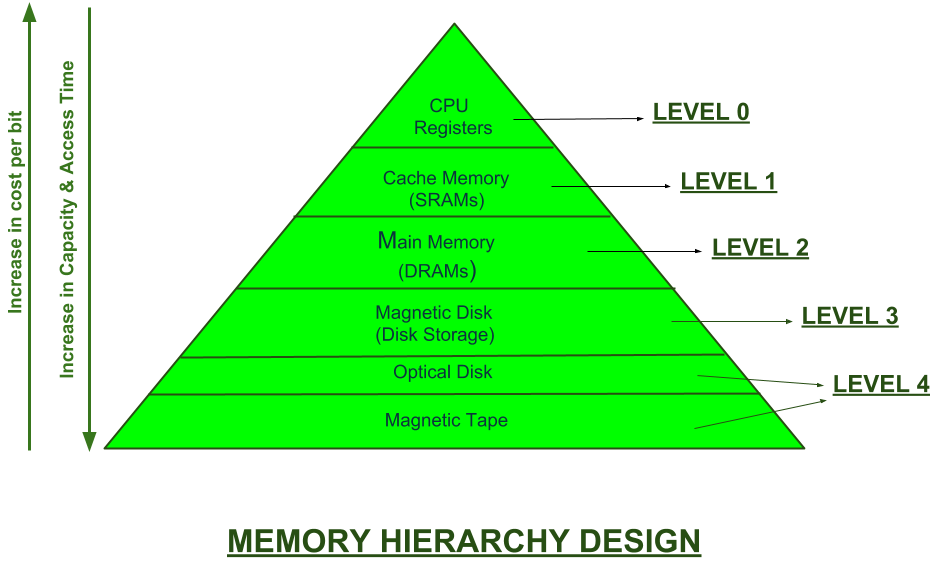 Increase in cost per bit
Increase in Capacity & Access Time
CPU
Registers
LEVEL 0
Cache Memory
(SRAMs)
LEVEL 1
Main Memory
(DRAMs)
LEVEL 2
Magnetic Disk
(Disk Storage)
LEVEL 3
Optical Disk
LEVEL 4
Magnetic Tape
MEMORY HIERARCHY DESIGN